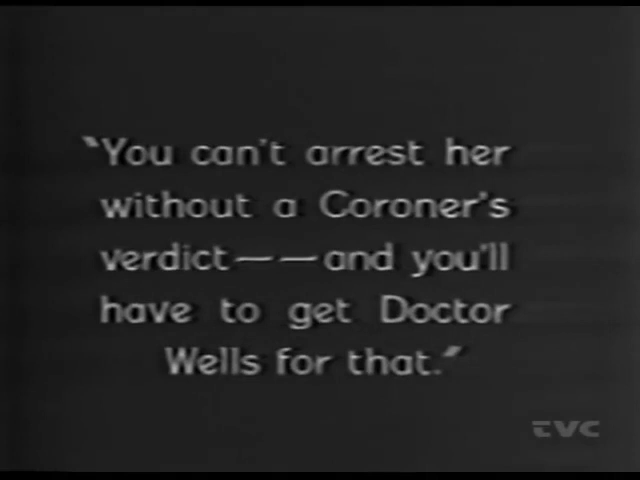 "You can't arrest her
without a Coroner's
verdict——and you'll
have to get Doctor
Wells for that."
TVC